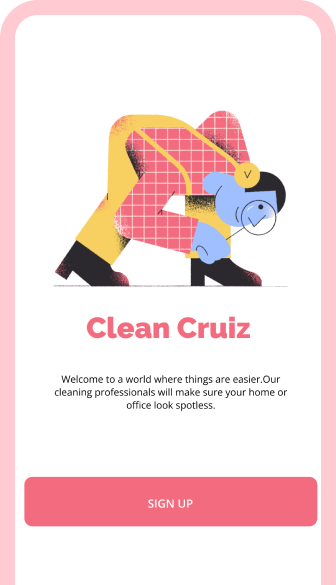 Clean Cruiz
Welcome to a world where things are easier.Our
cleaning professionals will make sure your home or
office look spotless.
SIGN UP